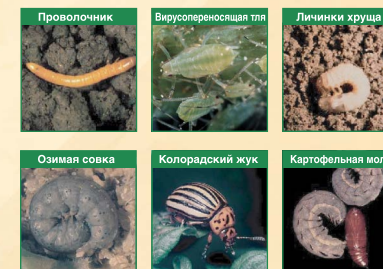 Проволочник
Вирусопереносящая тля
Личинки хруща
Озимая совка
Колорадский жук
Картофельная мол